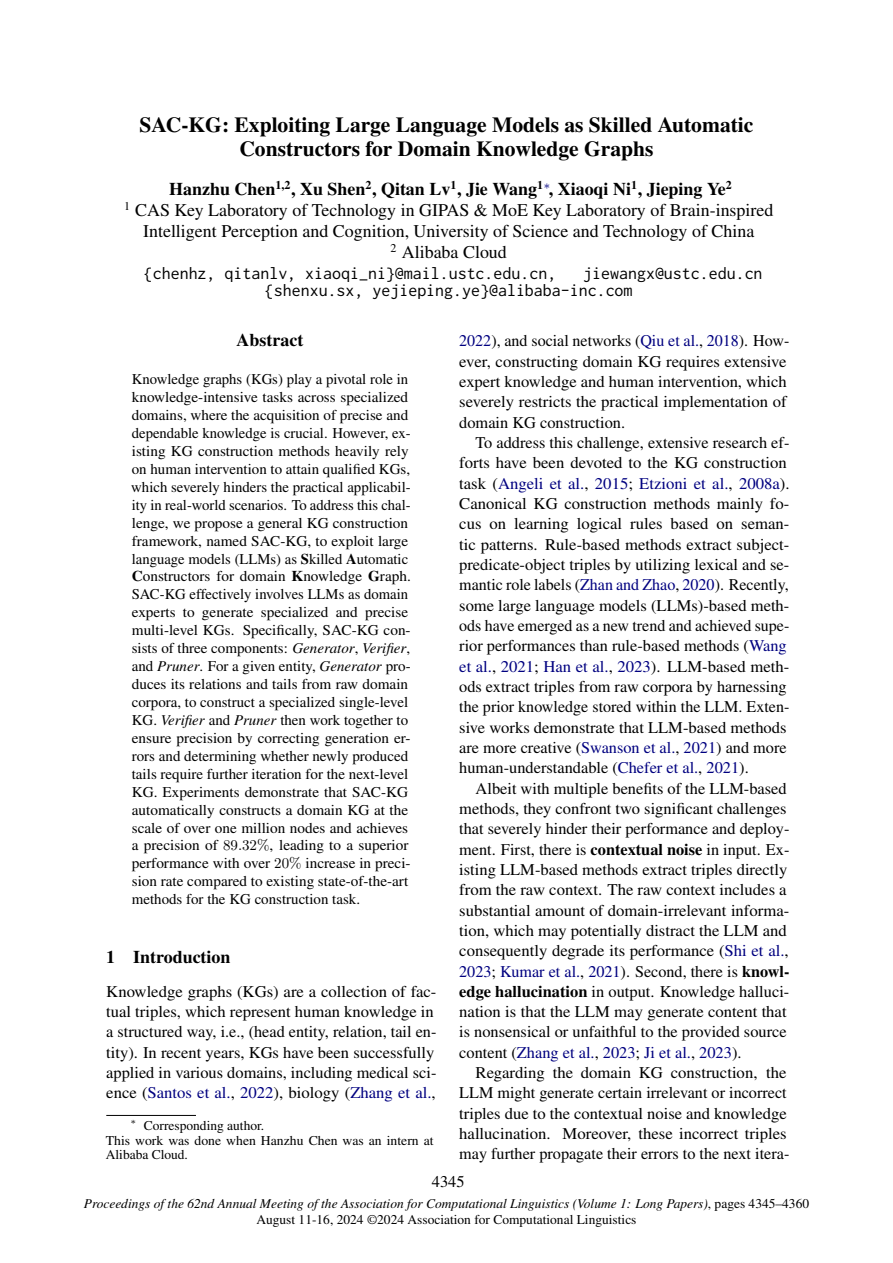 SAC-KG: Exploiting Large Language Models as Skilled Automatic
Constructors for Domain Knowledge Graphs
Hanzhu Chen1,2, Xu Shen2, Qitan Lv1, Jie Wang1*, Xiaoqi Ni1, Jieping Ye2
1 CAS Key Laboratory of Technology in GIPAS & MoE Key Laboratory of Brain-inspired
Intelligent Perception and Cognition, University of Science and Technology of China
2 Alibaba Cloud
{chenhz, qitanlv, xiaoqi_ni}@mail.ustc.edu.cn, jiewangx@ustc.edu.cn
{shenxu.sx, yejieping.ye}@alibaba-inc.com
Abstract
Knowledge graphs (KGs) play a pivotal role in
knowledge-intensive tasks across specialized
domains, where the acquisition of precise and
dependable knowledge is crucial. However, ex-
isting KG construction methods heavily rely
on human intervention to attain qualified KGs,
which severely hinders the practical applicabil-
ity in real-world scenarios. To address this chal-
lenge, we propose a general KG construction
framework, named SAC-KG, to exploit large
language models (LLMs) as Skilled Automatic
Constructors for domain Knowledge Graph.
SAC-KG effectively involves LLMs as domain
experts to generate specialized and precise
multi-level KGs. Specifically, SAC-KG con-
sists of three components: Generator, Verifier,
and Pruner. For a given entity, Generator pro-
duces its relations and tails from raw domain
corpora, to construct a specialized single-level
KG. Verifier and Pruner then work together to
ensure precision by correcting generation er-
rors and determining whether newly produced
tails require further iteration for the next-level
KG. Experiments demonstrate that SAC-KG
automatically constructs a domain KG at the
scale of over one million nodes and achieves
a precision of 89.32%, leading to a superior
performance with over 20% increase in preci-
sion rate compared to existing state-of-the-art
methods for the KG construction task.
1 Introduction
Knowledge graphs (KGs) are a collection of fac-
tual triples, which represent human knowledge in
a structured way, i.e., (head entity, relation, tail en-
tity). In recent years, KGs have been successfully
applied in various domains, including medical sci-
ence (Santos et al., 2022), biology (Zhang et al.,
* Corresponding author.
This work was done when Hanzhu Chen was an intern at
Alibaba Cloud.
2022), and social networks (Qiu et al., 2018). How-
ever, constructing domain KG requires extensive
expert knowledge and human intervention, which
severely restricts the practical implementation of
domain KG construction.
To address this challenge, extensive research ef-
forts have been devoted to the KG construction
task (Angeli et al., 2015; Etzioni et al., 2008a).
Canonical KG construction methods mainly fo-
cus on learning logical rules based on seman-
tic patterns. Rule-based methods extract subject-
predicate-object triples by utilizing lexical and se-
mantic role labels (Zhan and Zhao, 2020). Recently,
some large language models (LLMs)-based meth-
ods have emerged as a new trend and achieved supe-
rior performances than rule-based methods (Wang
et al., 2021; Han et al., 2023). LLM-based meth-
ods extract triples from raw corpora by harnessing
the prior knowledge stored within the LLM. Exten-
sive works demonstrate that LLM-based methods
are more creative (Swanson et al., 2021) and more
human-understandable (Chefer et al., 2021).
Albeit with multiple benefits of the LLM-based
methods, they confront two significant challenges
that severely hinder their performance and deploy-
ment. First, there is contextual noise in input. Ex-
isting LLM-based methods extract triples directly
from the raw context. The raw context includes a
substantial amount of domain-irrelevant informa-
tion, which may potentially distract the LLM and
consequently degrade its performance (Shi et al.,
2023; Kumar et al., 2021). Second, there is knowl-
edge hallucination in output. Knowledge halluci-
nation is that the LLM may generate content that
is nonsensical or unfaithful to the provided source
content (Zhang et al., 2023; Ji et al., 2023).
Regarding the domain KG construction, the
LLM might generate certain irrelevant or incorrect
triples due to the contextual noise and knowledge
hallucination. Moreover, these incorrect triples
may further propagate their errors to the next itera-
4345
Proceedings of the 62nd Annual Meeting of the Association for Computational Linguistics (Volume 1: Long Papers), pages 4345–4360
August 11-16, 2024 ©2024 Association for Computational Linguistics